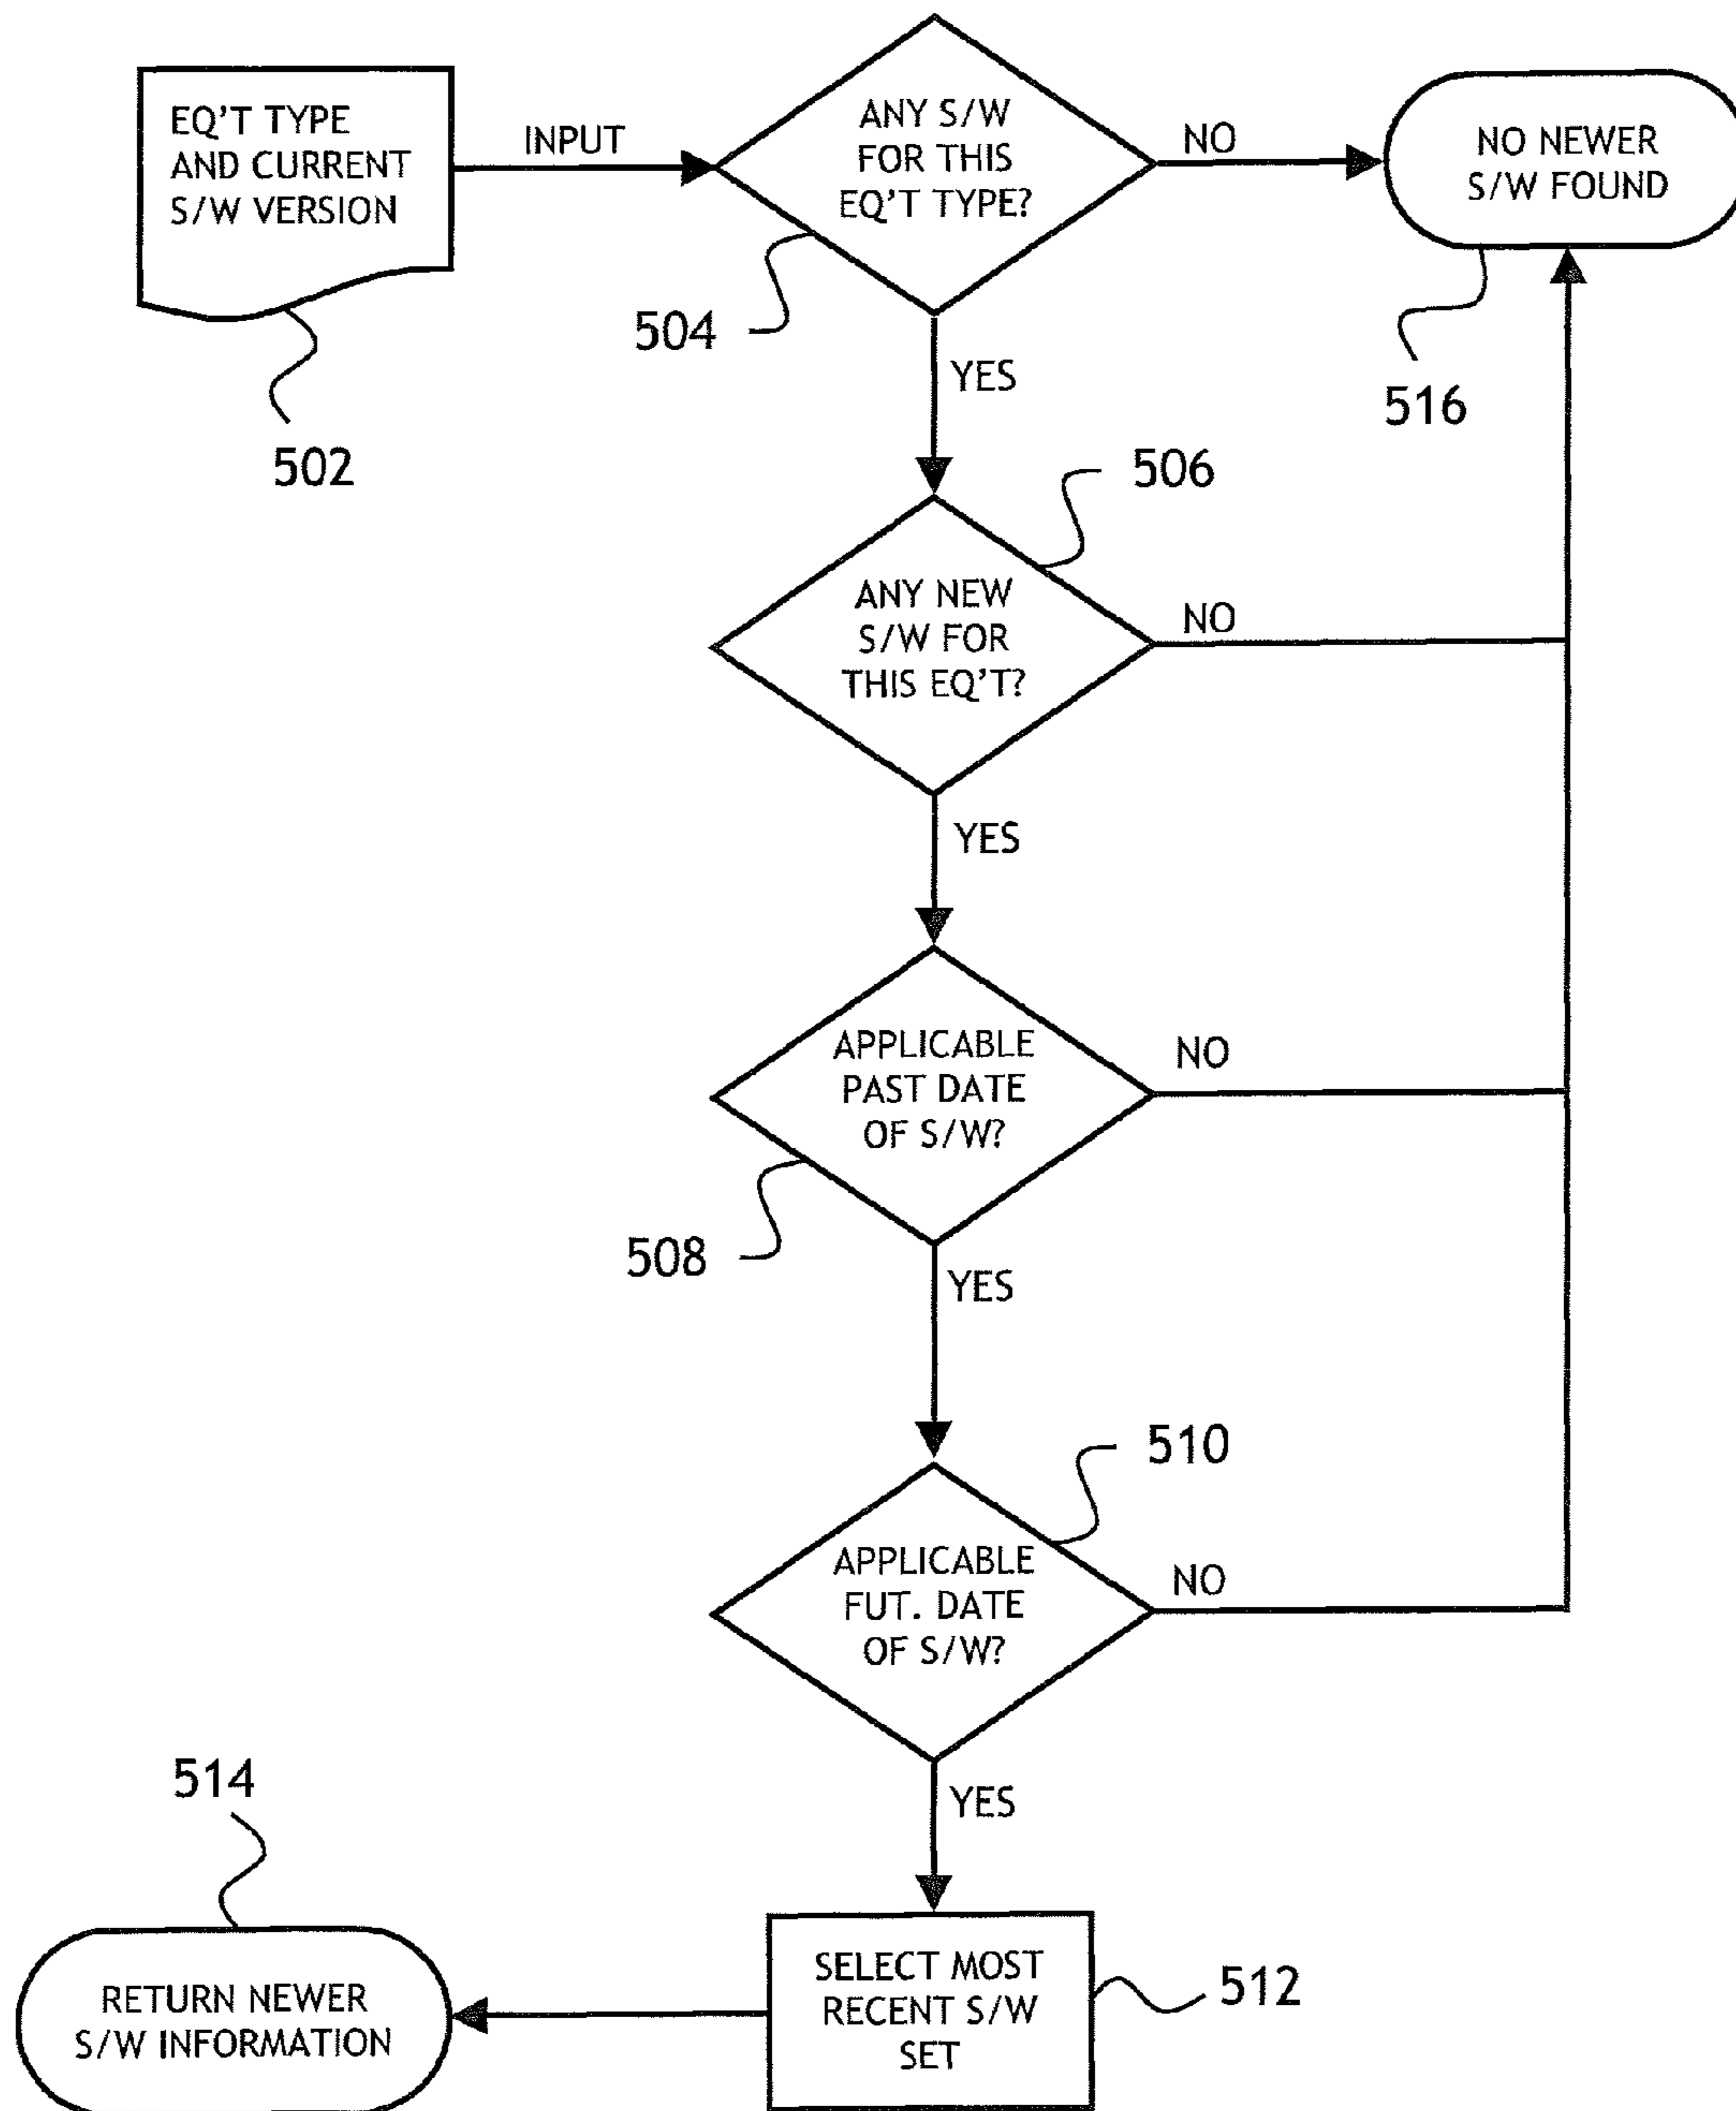 EQ'T TYPE
AND CURRENT
S/W VERSION
502
INPUT
ANY S/W
FOR THIS
EQ'T TYPE?
504
NO
NO NEWER
S/W FOUND
516
YES
506
ANY NEW
S/W FOR
THIS EQ'T?
NO
YES
APPLICABLE
PAST DATE
OF S/W?
508
NO
YES
510
APPLICABLE
FUT. DATE
OF S/W?
NO
YES
SELECT MOST
RECENT S/W
SET
512
514
RETURN NEWER
S/W INFORMATION